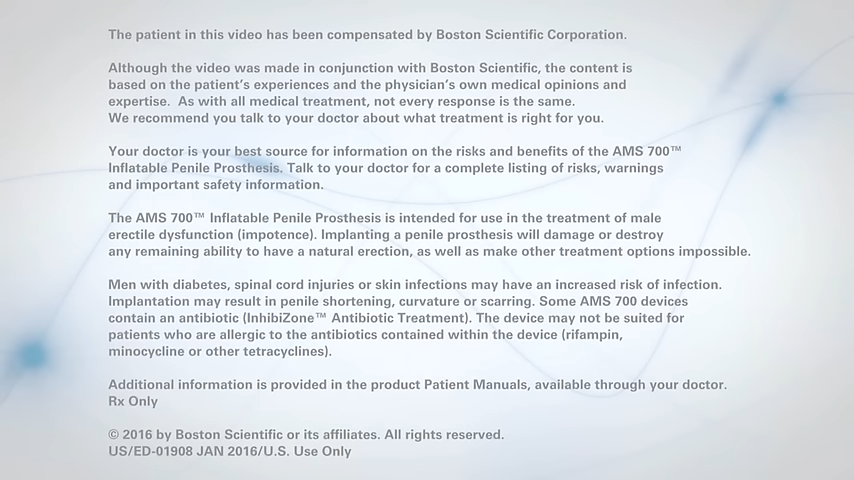 The patient in this video has been compensated by Boston Scientific Corporation.
Although the video was made in conjunction with Boston Scientific, the content is
based on the patient's experiences and the physician's own medical opinions and
expertise.  As with all medical treatment, not every response is the same.
We recommend you talk to your doctor about what treatment is right for you.
Your doctor is your best source for information on the risks and benefits of the AMS 700™
Inflatable Penile Prosthesis. Talk to your doctor for a complete listing of risks, warnings
and important safety information.
The AMS 700™ Inflatable Penile Prosthesis is intended for use in the treatment of male
erectile dysfunction (impotence). Implanting a penile prosthesis will damage or destroy
any remaining ability to have a natural erection, as well as make other treatment options impossible.
Men with diabetes, spinal cord injuries or skin infections may have an increased risk of infection.
Implantation may result in penile shortening, curvature or scarring. Some AMS 700 devices
contain an antibiotic (InhibiZone™ Antibiotic Treatment). The device may not be suited for
patients who are allergic to the antibiotics contained within the device (rifampin,
minocycline or other tetracyclines).
Additional information is provided in the product Patient Manuals, available through your doctor.
Rx Only
© 2016 by Boston Scientific or its affiliates. All rights reserved.
US/ED-01908 JAN 2016/U.S. Use Only